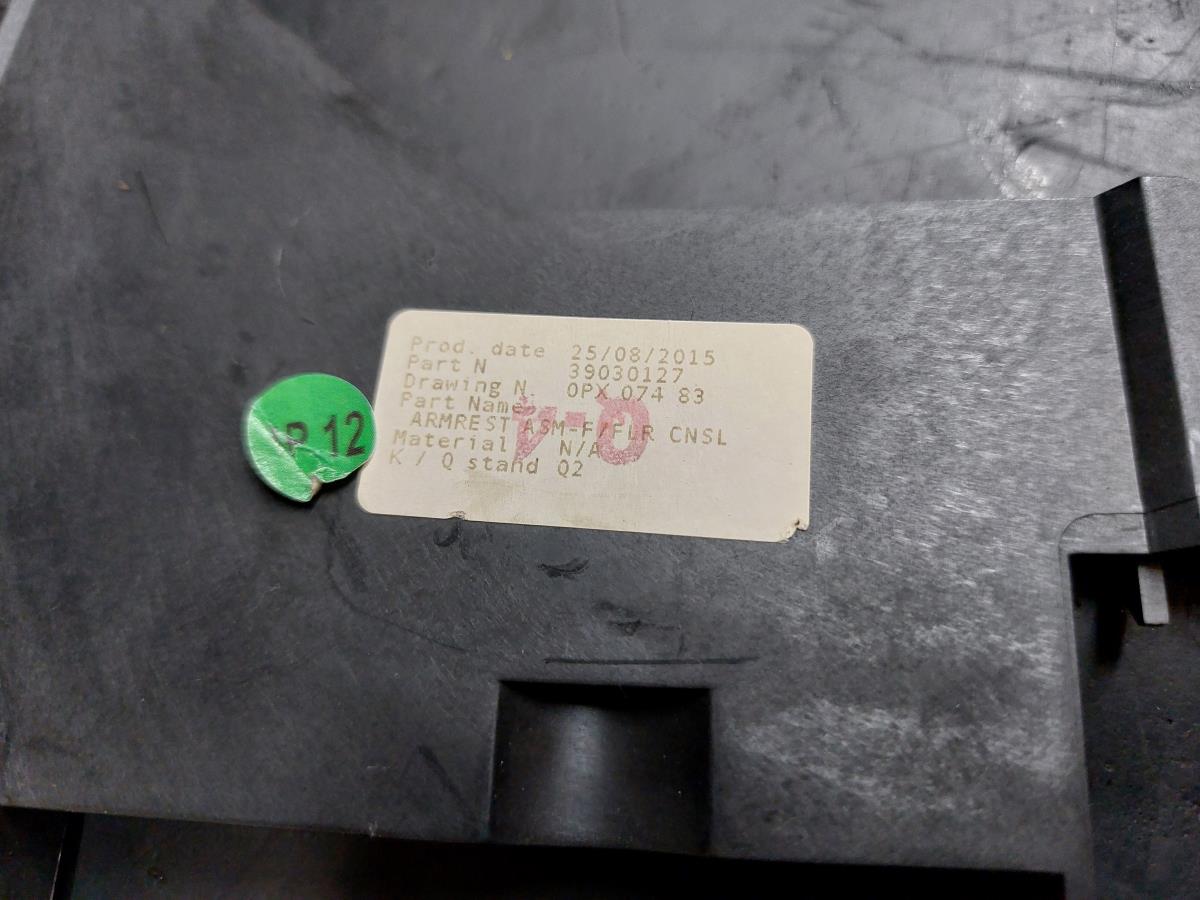 Prod. date 25/08/2015
Part N 39030127
Drawing N. 0PX 074 83
Part Name
ARMREST ASM-F/FLR CNSL
Material N/A
K / Q stand Q2
12